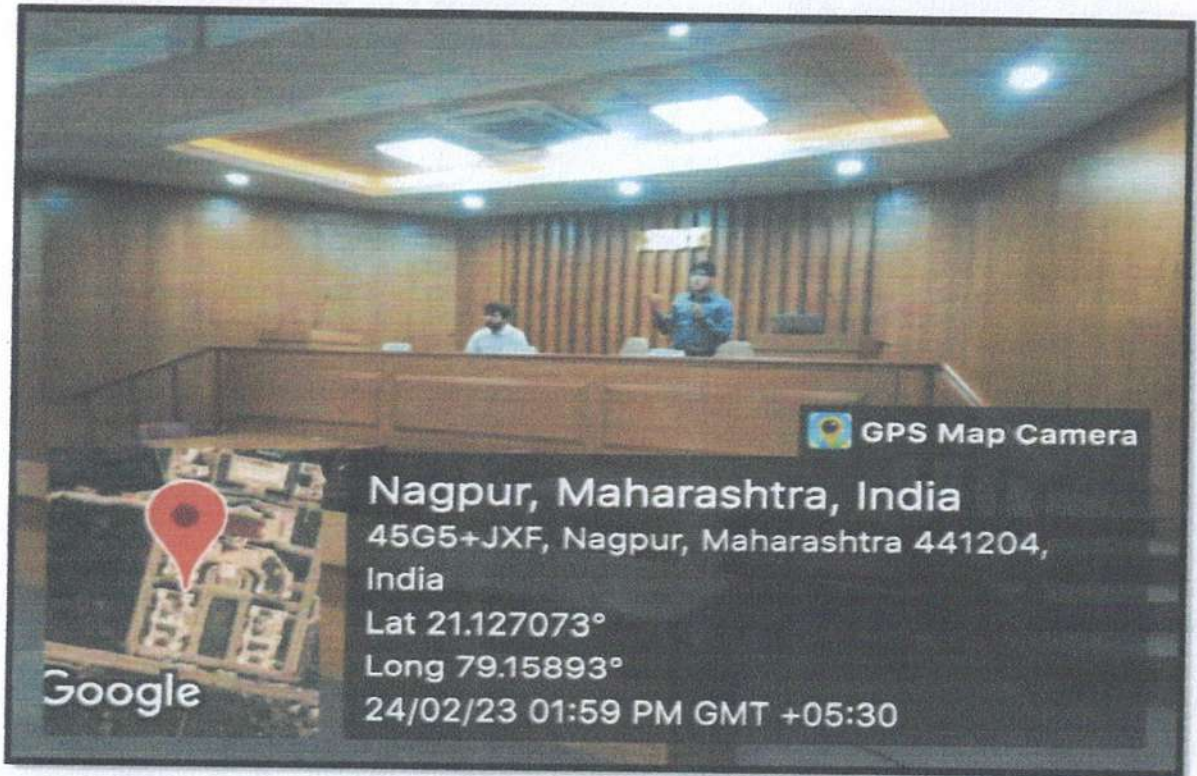 GPS Map Camera
Nagpur, Maharashtra, India
45G5+JXF, Nagpur, Maharashtra 441204,
India
Lat 21.127073°
Long 79.15893°
24/02/23 01:59 PM GMT +05:30
Google